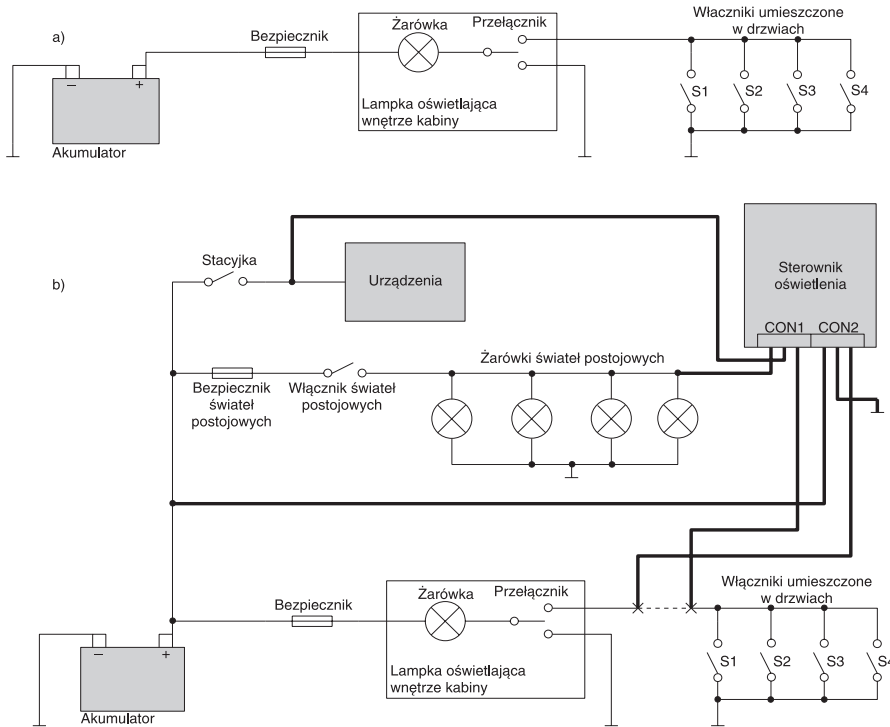 a)
Bezpiecznik
Żarówka
Przełącznik
Właczniki umieszczone
w drzwiach
S1
S2
S3
S4
–
+
Akumulator
Lampka oświetlająca
wnętrze kabiny
b)
Stacyjka
Urządzenia
Sterownik
oświetlenia
CON1
CON2
Żarówki świateł postojowych
Bezpiecznik
świateł
postojowych
Włącznik świateł
postojowych
Bezpiecznik
Żarówka
Przełącznik
Włączniki umieszczone
w drzwiach
S1
S2
S3
S4
–
+
Akumulator
Lampka oświetlająca
wnętrze kabiny